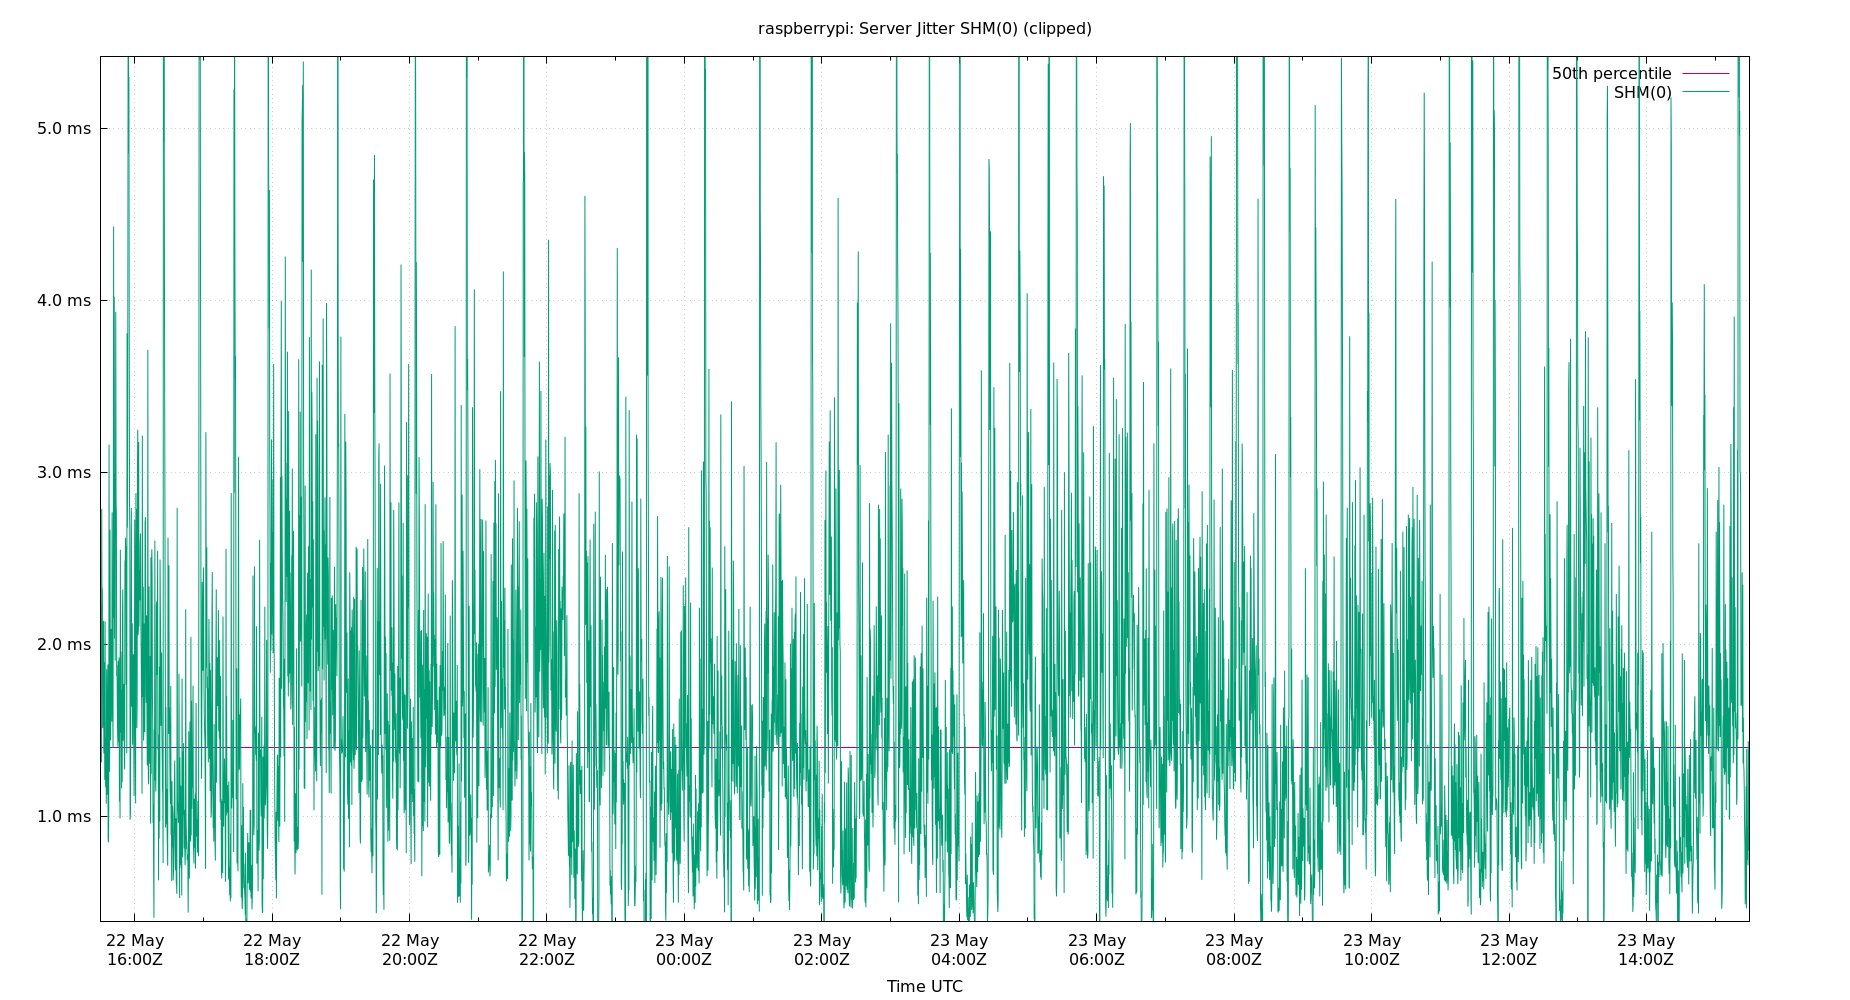 raspberrypi: Server Jitter SHM(0) (clipped)
50th percentile
SHM(0)
5.0 ms
4.0 ms
3.0 ms
2.0 ms
1.0 ms
22 May 22 May 22 May 22 May 23 May 23 May 23 May 23 May 23 May 23 May 23 May 23 May
16:00Z 18:00Z 20:00Z 22:00Z 00:00Z 02:00Z 04:00Z 06:00Z 08:00Z 10:00Z 12:00Z 14:00Z
Time UTC